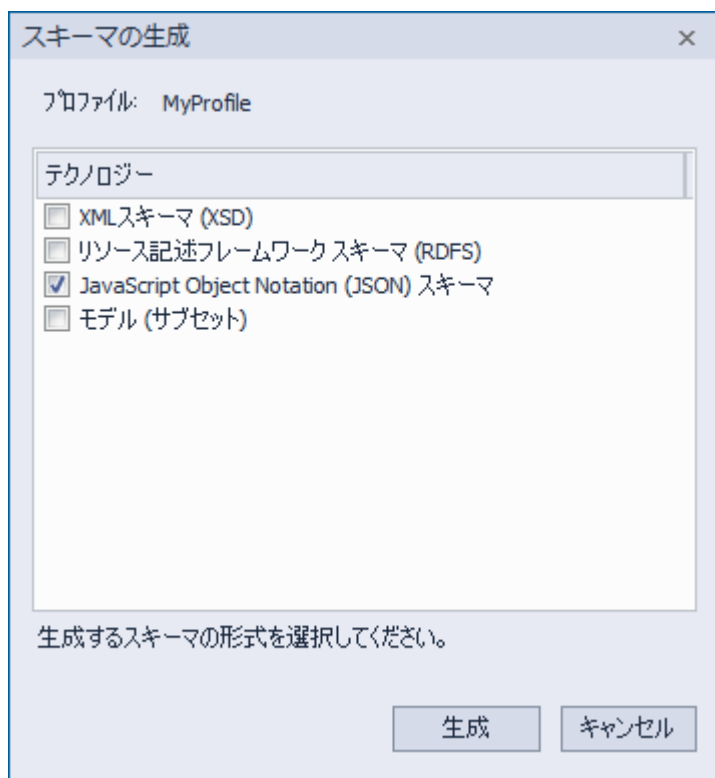 スキーマの生成
プロファイル: MyProfile
テクノロジー
XMLスキーマ (XSD)
リソース記述フレームワーク スキーマ (RDFS)
JavaScript Object Notation (JSON) スキーマ
モデル (サブセット)
生成するスキーマの形式を選択してください。
生成 キャンセル